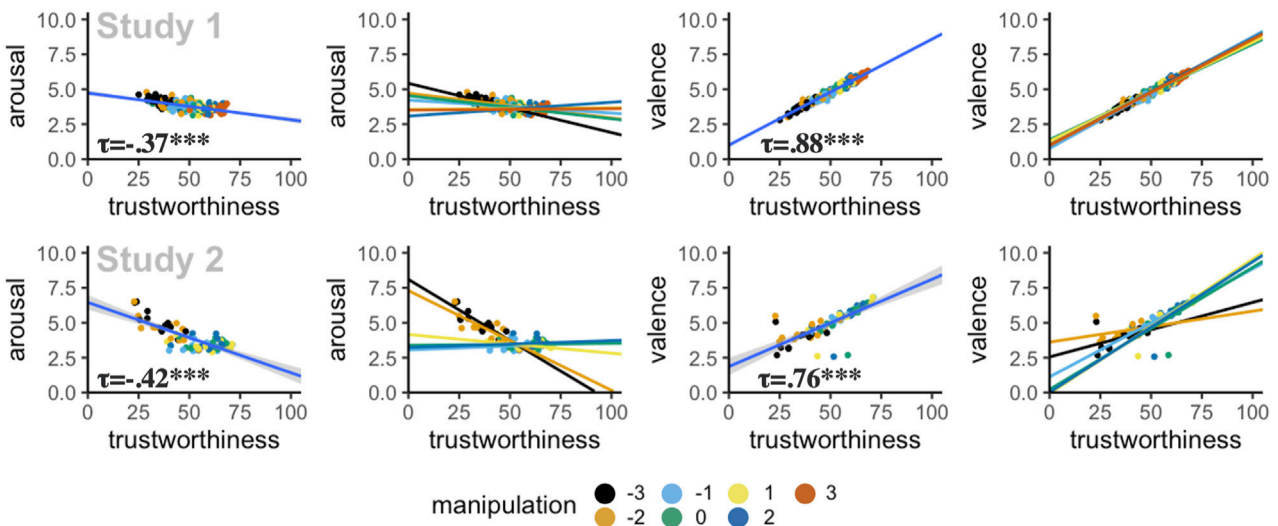 Study 1
arousal
10.0
7.5
5.0
2.5
0.0
τ=-.37***
0 25 50 75 100
trustworthiness
arousal
10.0
7.5
5.0
2.5
0.0
0 25 50 75 100
trustworthiness
valence
10.0
7.5
5.0
2.5
0.0
τ=.88***
0 25 50 75 100
trustworthiness
valence
10.0
7.5
5.0
2.5
0.0
0 25 50 75 100
trustworthiness
Study 2
arousal
10.0
7.5
5.0
2.5
0.0
τ=-.42***
0 25 50 75 100
trustworthiness
arousal
10.0
7.5
5.0
2.5
0.0
0 25 50 75 100
trustworthiness
valence
10.0
7.5
5.0
2.5
0.0
τ=.76***
0 25 50 75 100
trustworthiness
valence
10.0
7.5
5.0
2.5
0.0
0 25 50 75 100
trustworthiness
manipulation
-3 -1 1 3
-2 0 2